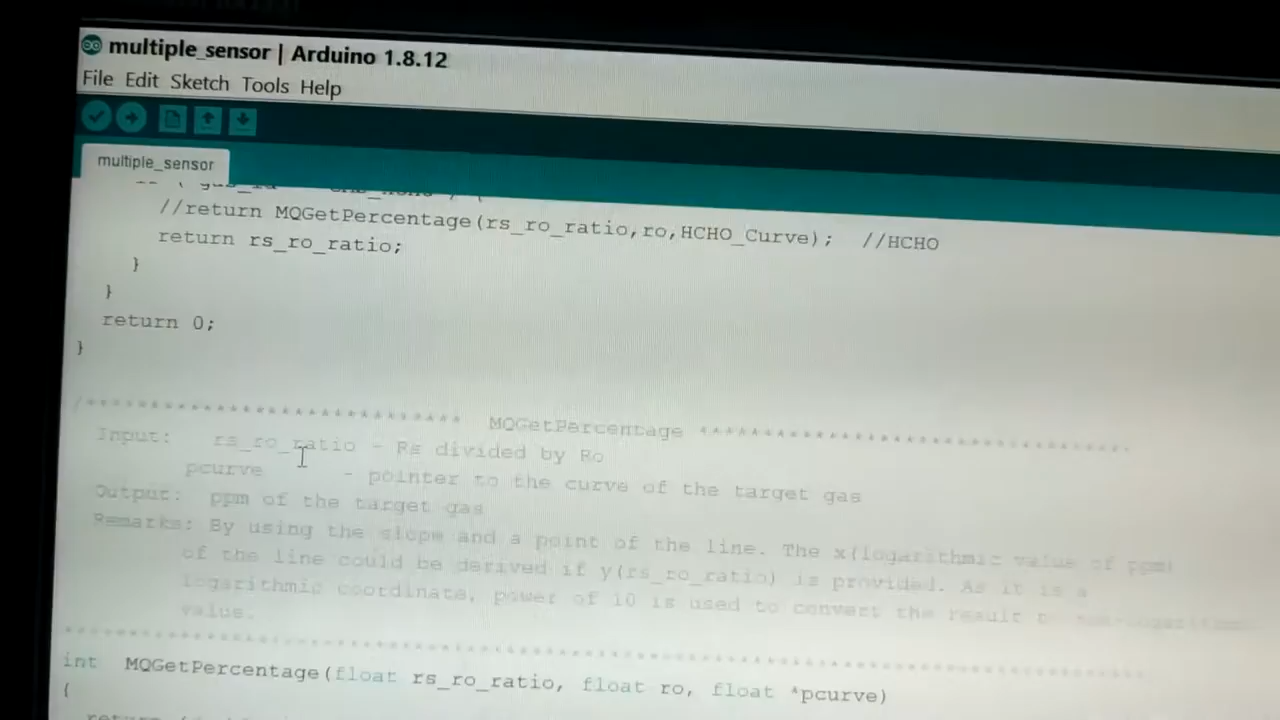 multiple_sensor | Arduino 1.8.12
File Edit Sketch Tools Help
multiple_sensor
//return MQGetPercentage(rs_ro_ratio,ro,HCHO_Curve); //HCHO
return rs_ro_ratio;
}
}
return 0;
}
/***************************** MQGetPercentage **********************************
Input: rs_ro_ratio - Rs divided by Ro
pcurve - pointer to the curve of the target gas
Output: ppm of the target gas
Remarks: By using the slope and a point of the line. The x(logarithmic value of ppm)
of the line could be derived if y(rs_ro_ratio) is provided. As it is a
logarithmic coordinate, power of 10 is used to convert the result
value.
int MQGetPercentage(float rs_ro_ratio, float ro, float *pcurve)
{
return